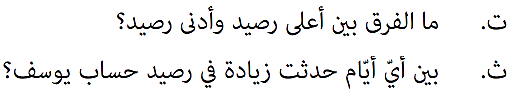 ت. ما الفرق بين أعلى رصيد وأدنى رصيد؟
ث. بين أيّ أيّام حدثت زيادة في رصيد حساب يوسف؟